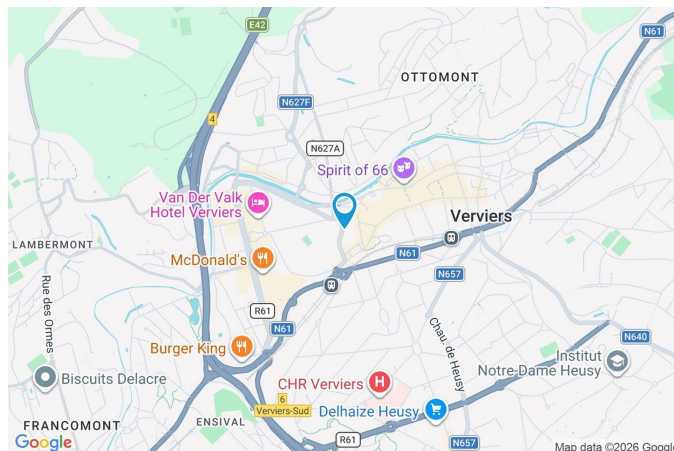 E42
N61
OTTOMONT
N627F
4
N627A
Spirit of 66
Van Der Valk
Hotel Verviers
Verviers
LAMBERMONT
McDonald's
N61
N657
Rue des Ormes
R61
N61
Chau. de Heusy
N640
Burger King
Institut
Notre-Dame Heusy
Biscuits Delacre
CHR Verviers
H
6
Verviers-Sud
Delhaize Heusy
FRANCOMONT
ENSIVAL
R61
N657
Google
Map data ©2026 Google